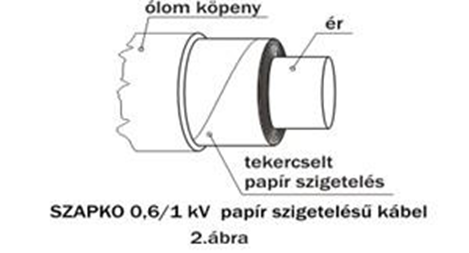 ólom köpeny
ér
tekercselt
papír szigetelés
SZAPKO 0,6/1 kV papír szigetelésű kábel
2.ábra